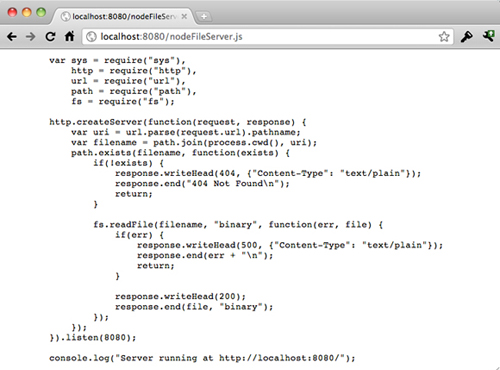 localhost:8080/nodeFileServer
localhost:8080/nodeFileServer.js
var sys = require("sys"),
    http = require("http"),
    url = require("url"),
    path = require("path"),
    fs = require("fs");

http.createServer(function(request, response) {
    var uri = url.parse(request.url).pathname;
    var filename = path.join(process.cwd(), uri);
    path.exists(filename, function(exists) {
        if(!exists) {
            response.writeHead(404, {"Content-Type": "text/plain"});
            response.end("404 Not Found\n");
            return;
        }

        fs.readFile(filename, "binary", function(err, file) {
            if(err) {
                response.writeHead(500, {"Content-Type": "text/plain"});
                response.end(err + "\n");
                return;
            }

            response.writeHead(200);
            response.end(file, "binary");
        });
    });
}).listen(8080);

console.log("Server running at http://localhost:8080/");